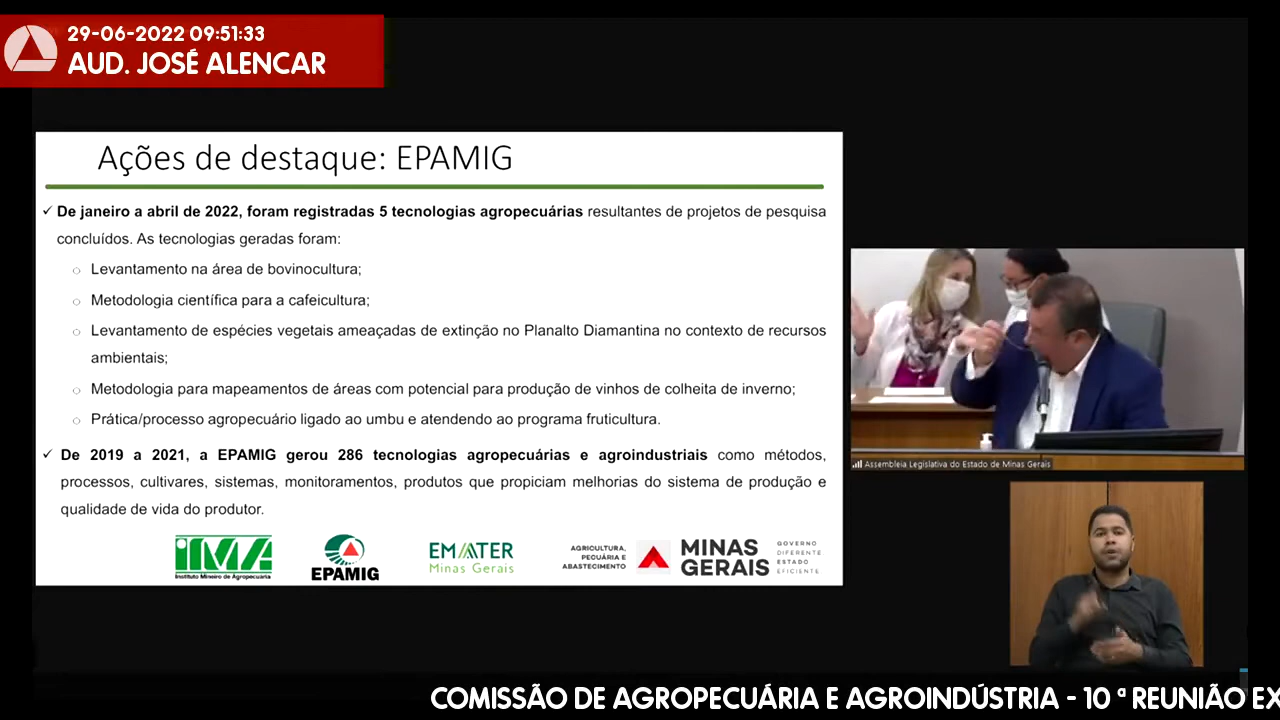 29-06-2022 09:51:33
AUD. JOSÉ ALENCAR
Ações de destaque: EPAMIG
✓ De janeiro a abril de 2022, foram registradas 5 tecnologias agropecuárias resultantes de projetos de pesquisa
concluídos. As tecnologias geradas foram:
○ Levantamento na área de bovinocultura;
○ Metodologia científica para a cafeicultura;
○ Levantamento de espécies vegetais ameaçadas de extinção no Planalto Diamantina no contexto de recursos
ambientais;
○ Metodologia para mapeamentos de áreas com potencial para produção de vinhos de colheita de inverno;
○ Prática/processo agropecuário ligado ao umbu e atendendo ao programa fruticultura.
✓ De 2019 a 2021, a EPAMIG gerou 286 tecnologias agropecuárias e agroindustriais como métodos,
processos, cultivares, sistemas, monitoramentos, produtos que propiciam melhorias do sistema de produção e
qualidade de vida do produtor.
iMA
Instituto Mineiro de Agropecuária
EPAMIG
EMATER
Minas Gerais
AGRICULTURA,
PECUÁRIA E
ABASTECIMENTO
MINAS
GERAIS
GOVERNO
DIFERENTE
ESTADO
EFICIENTE
Assembleia Legislativa do Estado de Minas Gerais
COMISSÃO DE AGROPECUÁRIA E AGROINDÚSTRIA - 10 ª REUNIÃO EX